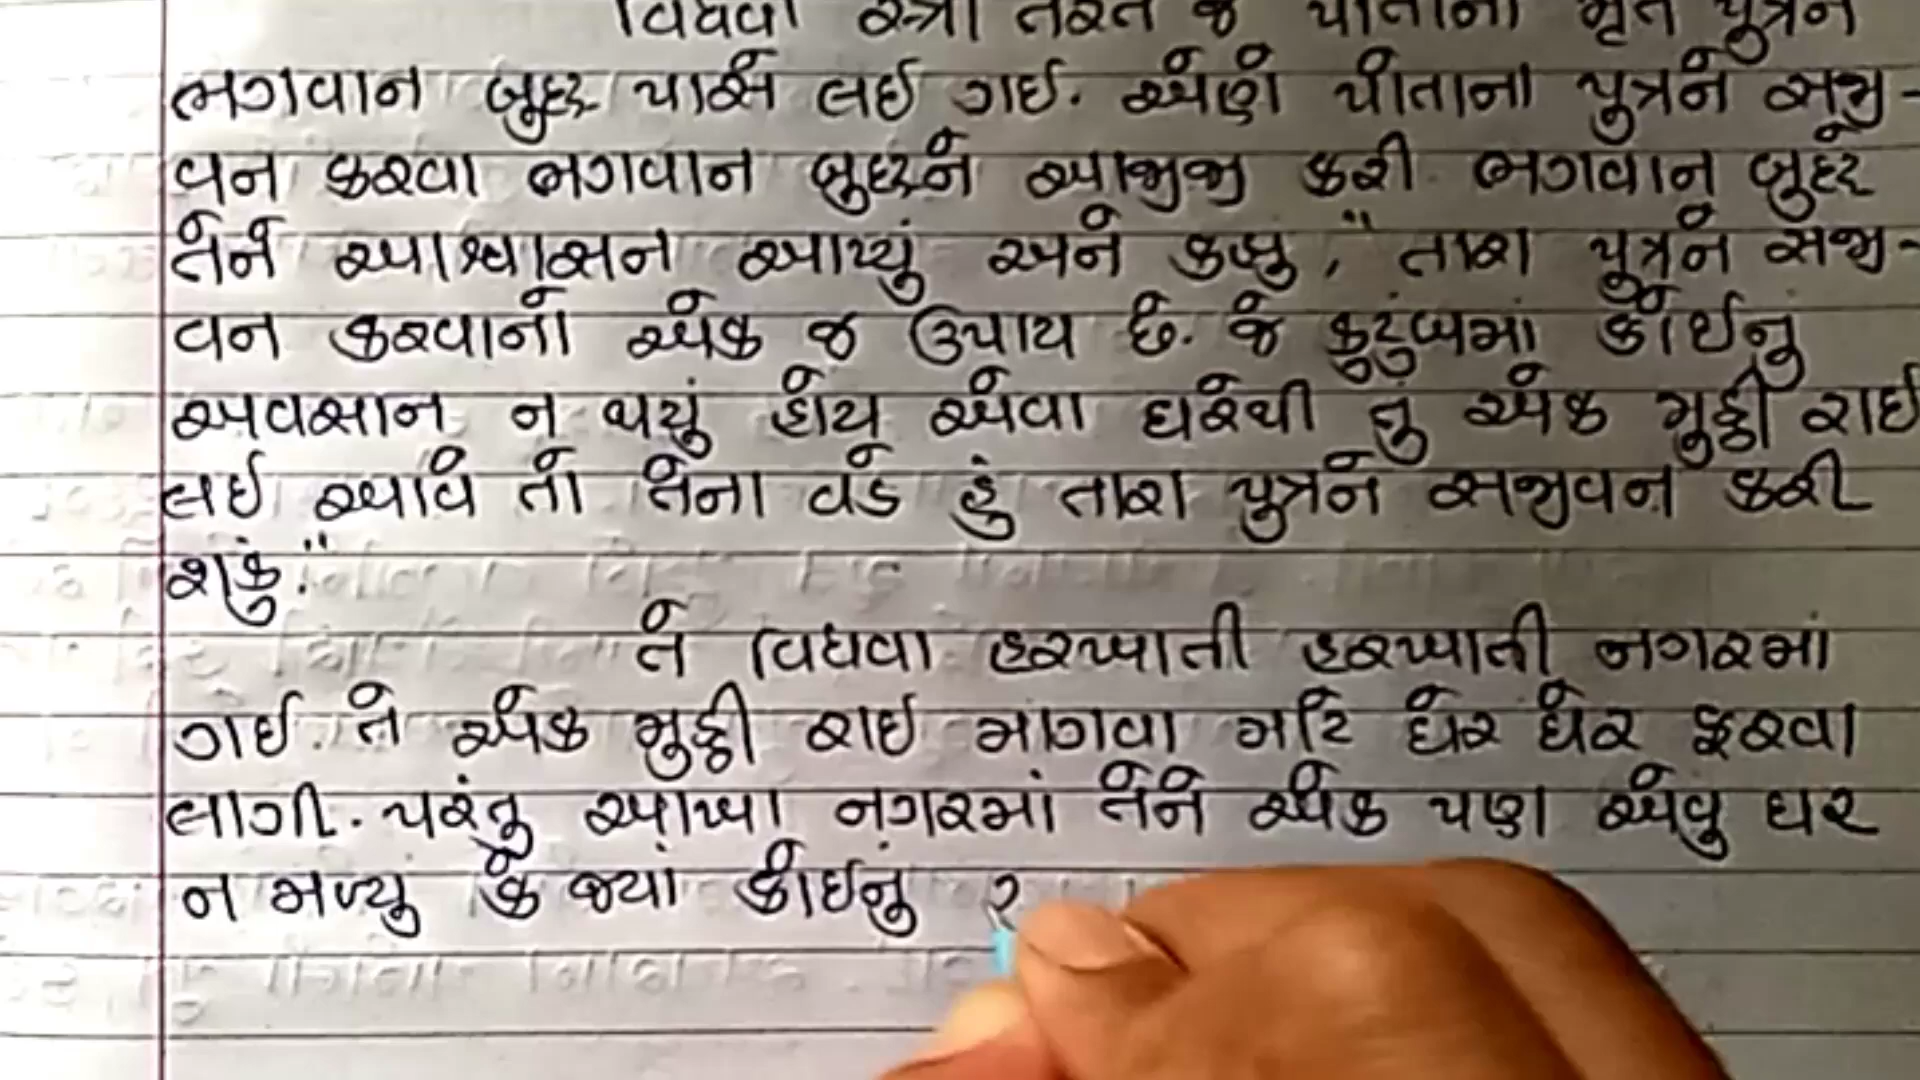 વિધવા સ્ત્રી તરત જ પોતાના મૃત પુત્રને
ભગવાન બુદ્ધ પાસે લઈ ગઈ. એણે પોતાના પુત્રને સજી-
વન કરવા ભગવાન બુદ્ધને આજીજી કરી. ભગવાન બુદ્ધે
તેને આશ્વાસન આપ્યું અને કહ્યુ, "તારા પુત્રને સજી-
વન કરવાનો એક જ ઉપાય છે. જે કુટુંબમાં કોઈનુ
અવસાન ન થયું હોય એવા ઘરેથી તું એક મુઠ્ઠી રાઈ
લઈ આવે તો તેના વડે હું તારા પુત્રને સજીવન કરી
શકું."
તે વિધવા હરખાતી હરખાતી નગરમાં
ગઈ. તે એક મુઠ્ઠી રાઈ માગવા માટે ઘેર ઘેર ફરવા
લાગી. પરંતુ આખા નગરમાં તેને એક પણ એવુ ઘર
ન મળ્યુ કે જ્યાં કોઈનું